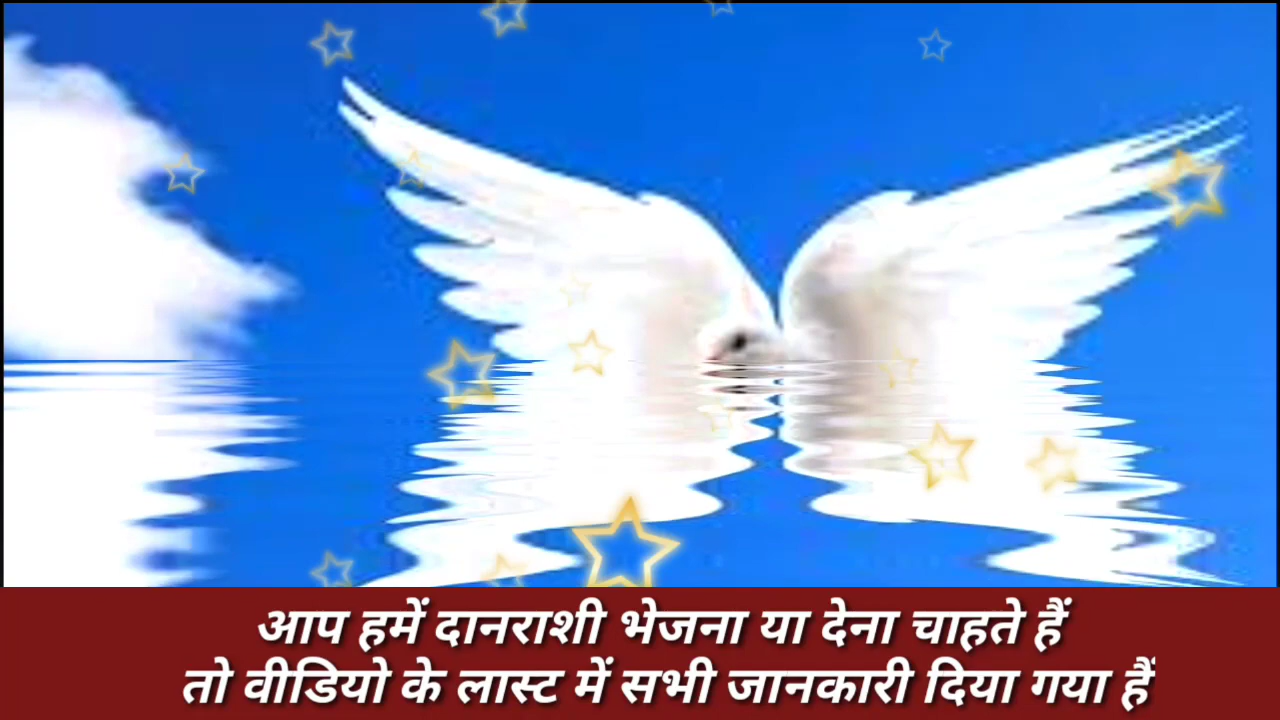 आप हमें दानराशी भेजना या देना चाहते हैं
तो वीडियो के लास्ट में सभी जानकारी दिया गया हैं